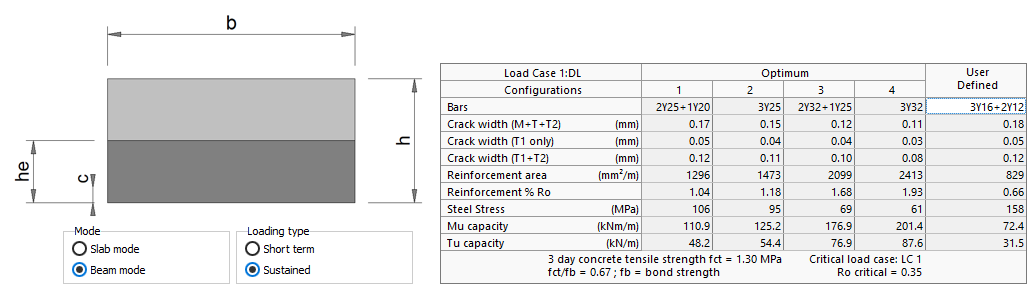 b
h
he
c
Mode
Slab mode
Beam mode
Loading type
Short term
Sustained
Load Case 1:DL Optimum User Defined
Configurations 1 2 3 4
Bars 2Y25+1Y20 3Y25 2Y32+1Y25 3Y32 3Y16+2Y12
Crack width (M+T+T2) (mm) 0.17 0.15 0.12 0.11 0.18
Crack width (T1 only) (mm) 0.05 0.04 0.04 0.03 0.05
Crack width (T1+T2) (mm) 0.12 0.11 0.10 0.08 0.12
Reinforcement area (mm²/m) 1296 1473 2099 2413 829
Reinforcement % Ro 1.04 1.18 1.68 1.93 0.66
Steel Stress (MPa) 106 95 69 61 158
Mu capacity (kNm/m) 110.9 125.2 176.9 201.4 72.4
Tu capacity (kN/m) 48.2 54.4 76.9 87.6 31.5
3 day concrete tensile strength fct = 1.30 MPa Critical load case: LC 1
fct/fb = 0.67 ; fb = bond strength Ro critical = 0.35